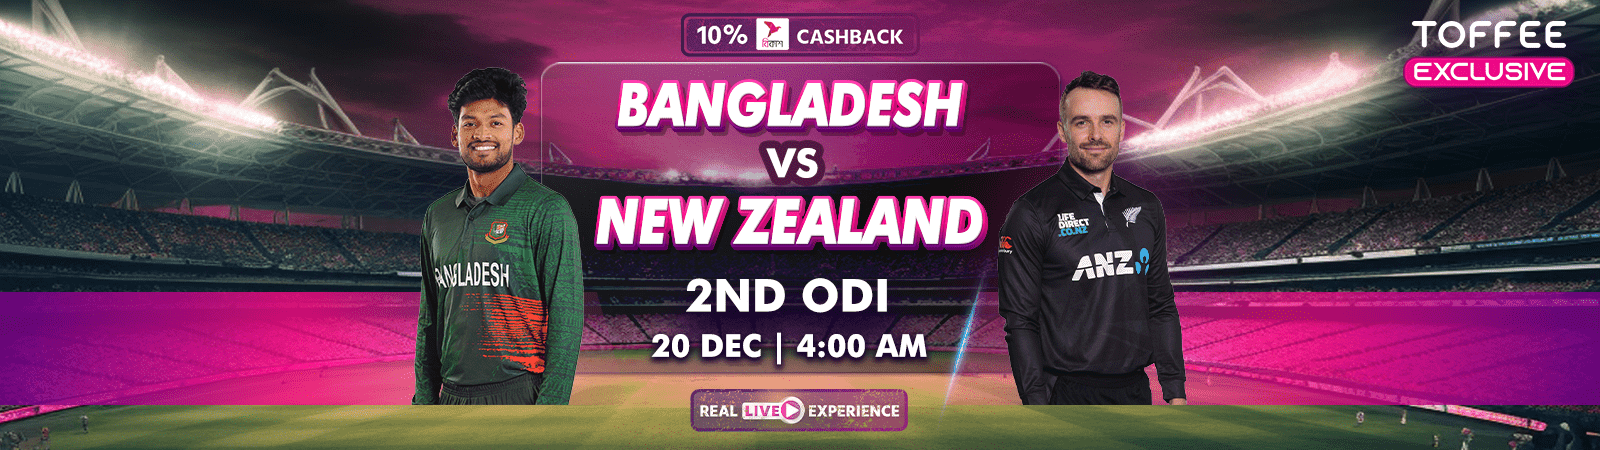 10% বিকাশ CASHBACK
TOFFEE
EXCLUSIVE
BANGLADESH
VS
NEW ZEALAND
2ND ODI
20 DEC | 4:00 AM
REAL LIVE EXPERIENCE
BANGLADESH
LIFE
DIRECT
.CO.NZ
ANZ